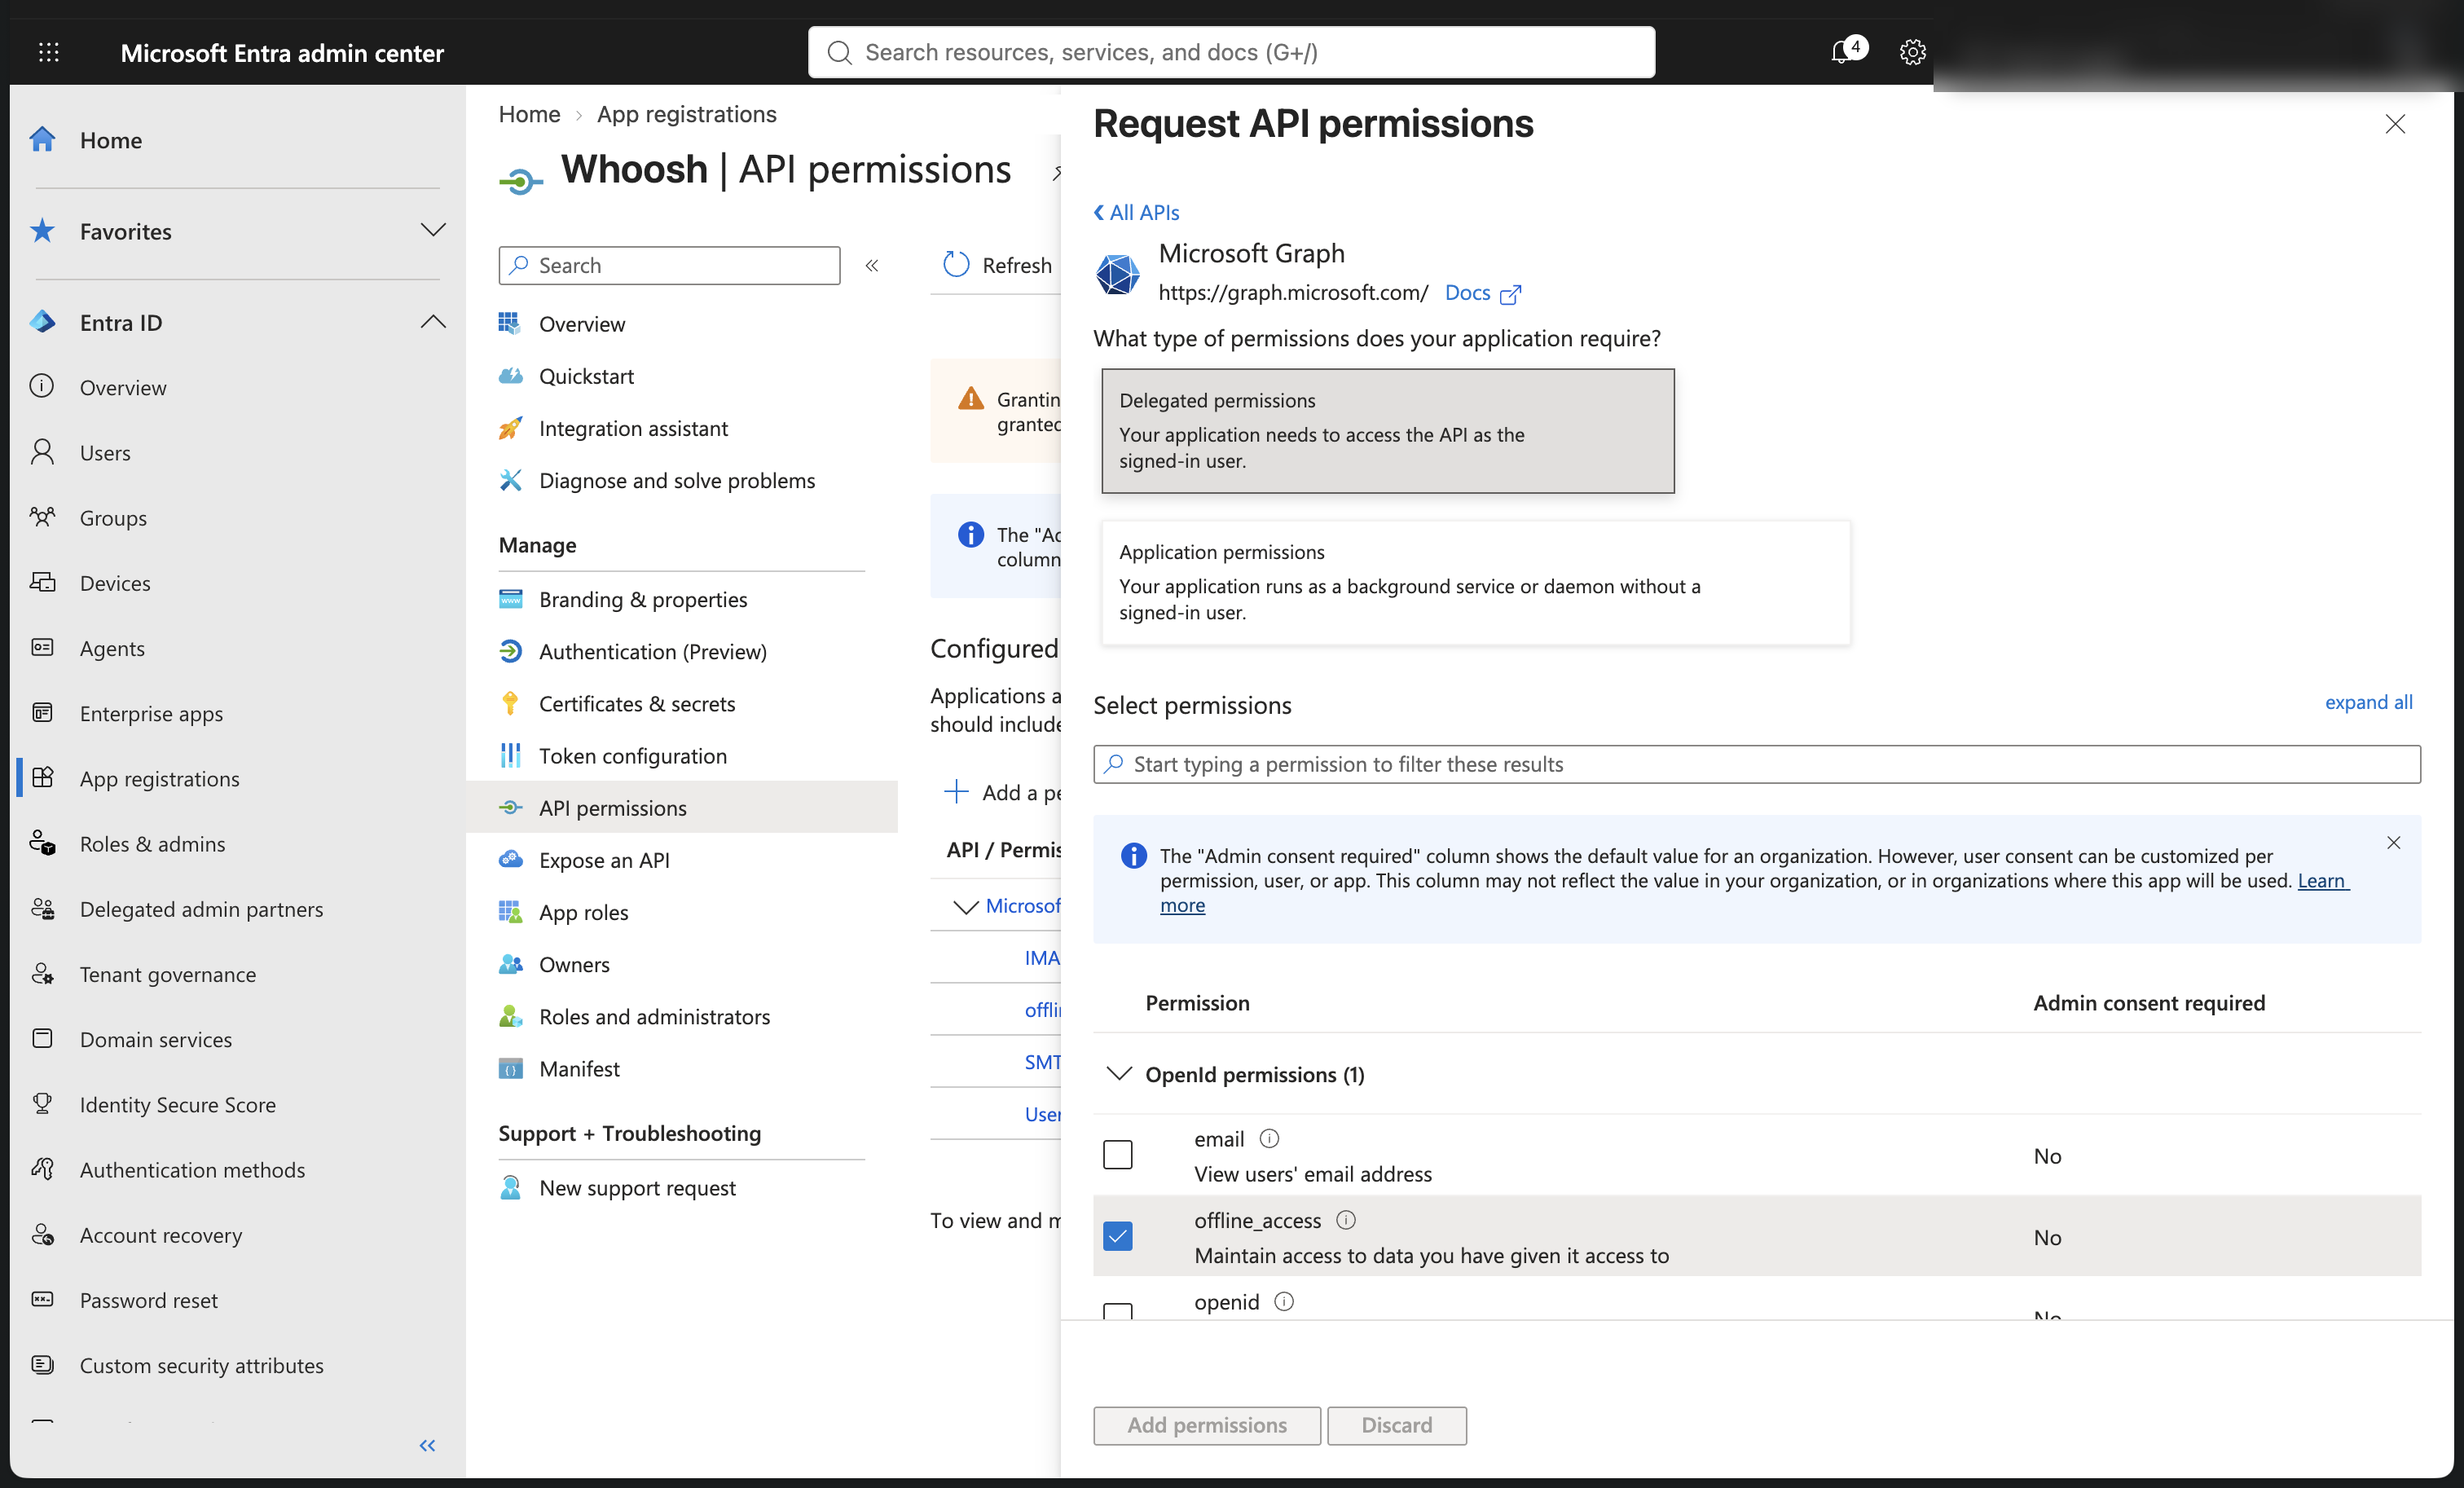 Microsoft Entra admin center
Search resources, services, and docs (G+/)
4
Home
Favorites
Entra ID
Overview
Users
Groups
Devices
Agents
Enterprise apps
App registrations
Roles & admins
Delegated admin partners
Tenant governance
Domain services
Identity Secure Score
Authentication methods
Account recovery
Password reset
Custom security attributes
Home
App registrations
Whoosh | API permissions
Search
Overview
Quickstart
Integration assistant
Diagnose and solve problems
Manage
Branding & properties
Authentication (Preview)
Certificates & secrets
Token configuration
API permissions
Expose an API
App roles
Owners
Roles and administrators
Manifest
Support + Troubleshooting
New support request
Refresh
Grantin
granted
The "Ad
column
Configured
Applications a
should include
Add a pe
API / Permis
Microsof
IMA
offli
SMT
User
To view and m
Request API permissions
All APIs
Microsoft Graph
https://graph.microsoft.com/ Docs
What type of permissions does your application require?
Delegated permissions
Your application needs to access the API as the
signed-in user.
Application permissions
Your application runs as a background service or daemon without a
signed-in user.
Select permissions
expand all
Start typing a permission to filter these results
The "Admin consent required" column shows the default value for an organization. However, user consent can be customized per
permission, user, or app. This column may not reflect the value in your organization, or in organizations where this app will be used. Learn
more
Permission
Admin consent required
OpenId permissions (1)
email
View users' email address
No
offline_access
Maintain access to data you have given it access to
No
openid
No
Add permissions
Discard